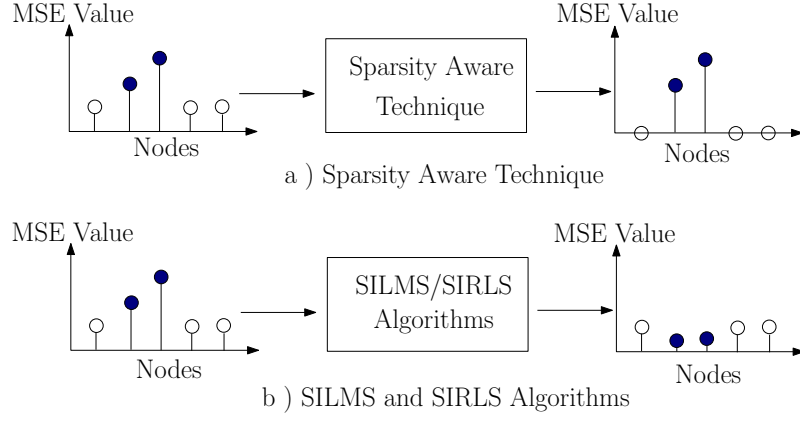 MSE Value
MSE Value
Sparsity Aware
Technique
Nodes
Nodes
a ) Sparsity Aware Technique
MSE Value
MSE Value
SILMS/SIRLS
Algorithms
Nodes
Nodes
b ) SILMS and SIRLS Algorithms